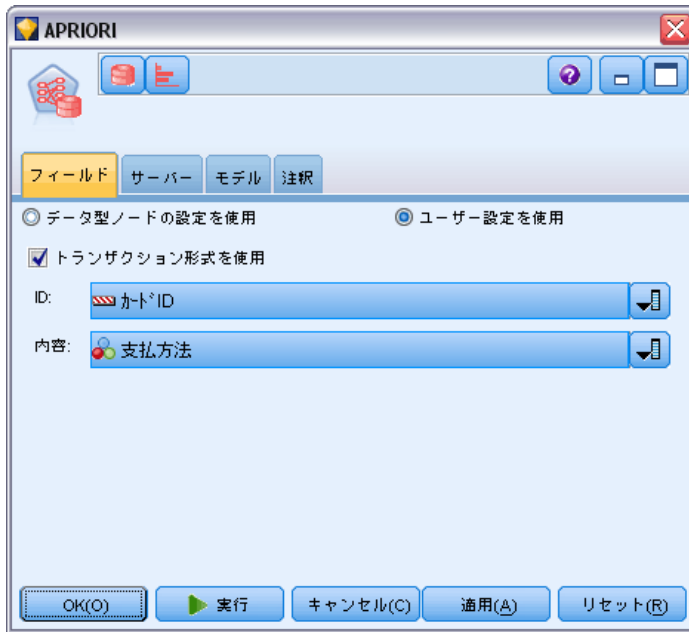 APRIORI
フィールド サーバー モデル 注釈
データ型ノードの設定を使用 ユーザー設定を使用
トランザクション形式を使用
ID: ｶｰﾄﾞID
内容: 支払方法
OK(O) 実行 キャンセル(C) 適用(A) リセット(R)